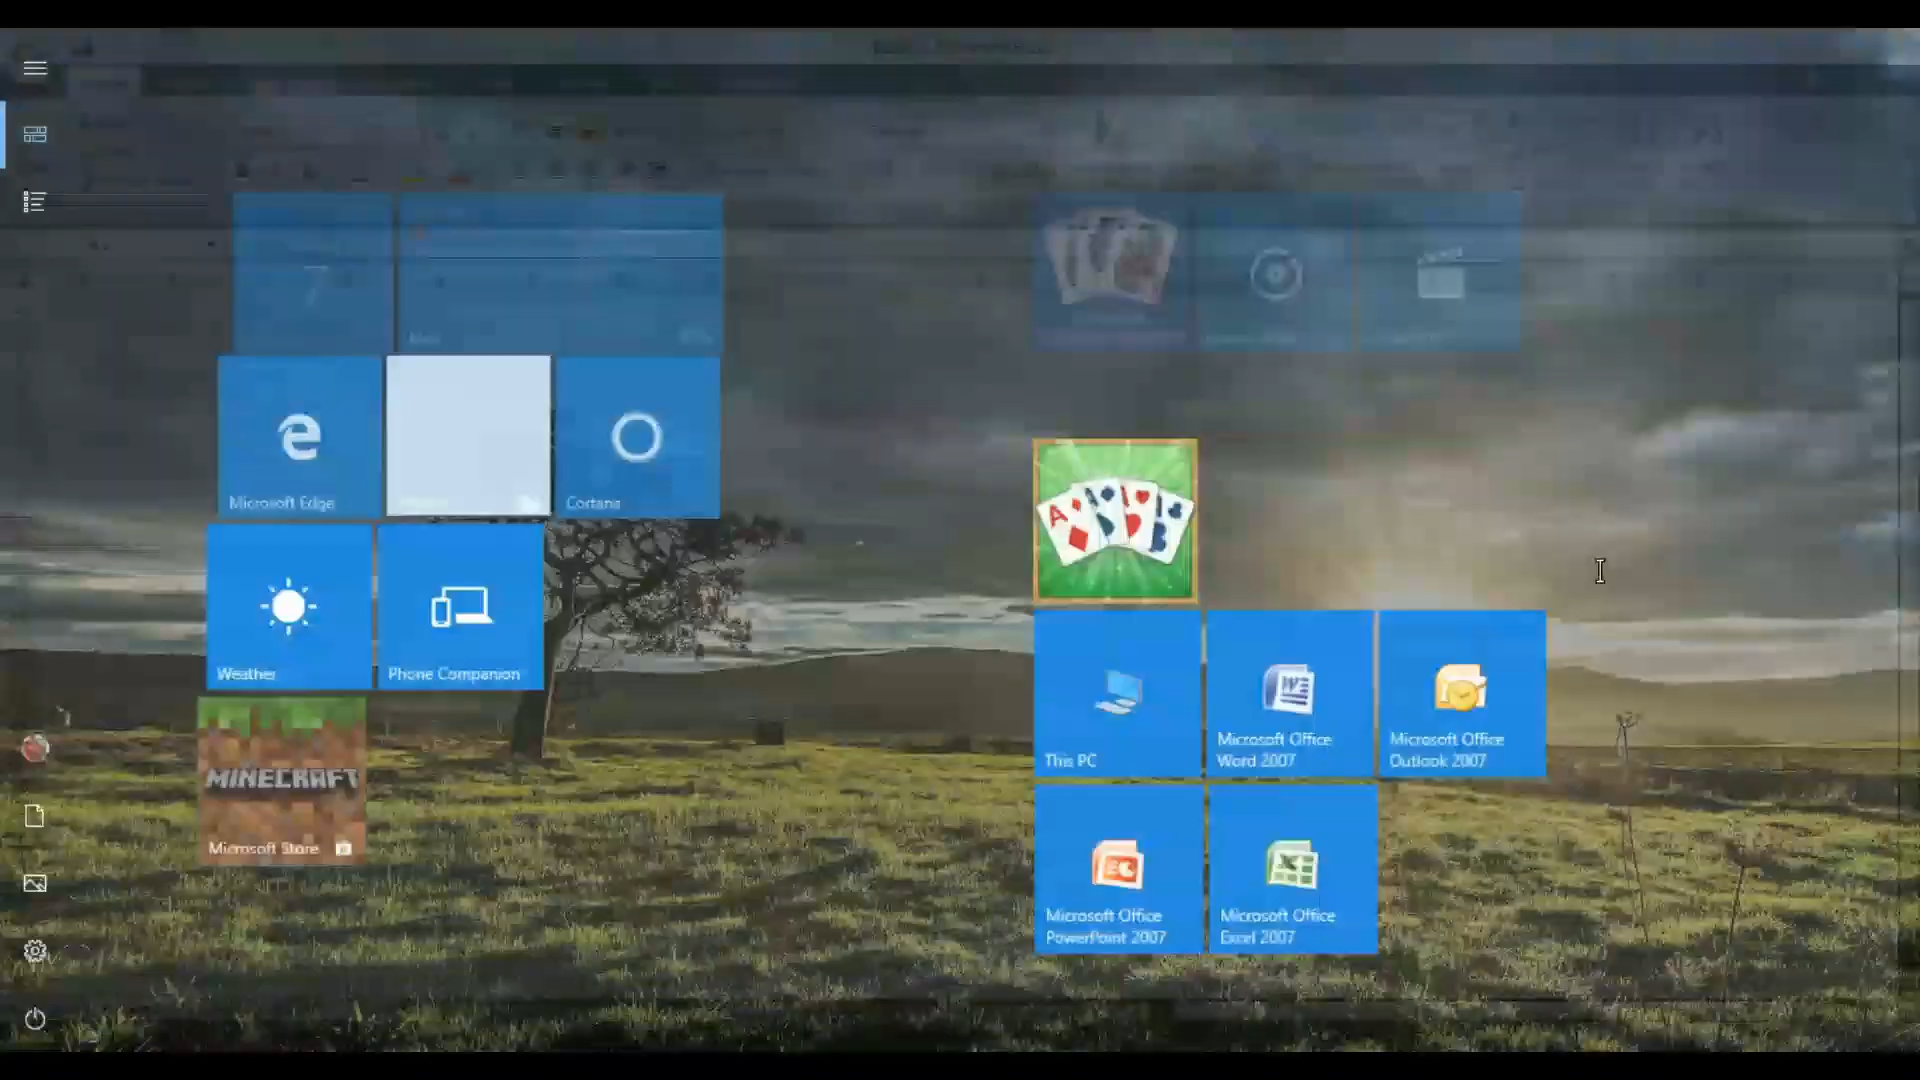 7
Microsoft Edge
Cortana
Weather
Phone Companion
This PC
Microsoft Office
Word 2007
Microsoft Office
Outlook 2007
MINECRAFT
Microsoft Store
Microsoft Office
PowerPoint 2007
Microsoft Office
Excel 2007